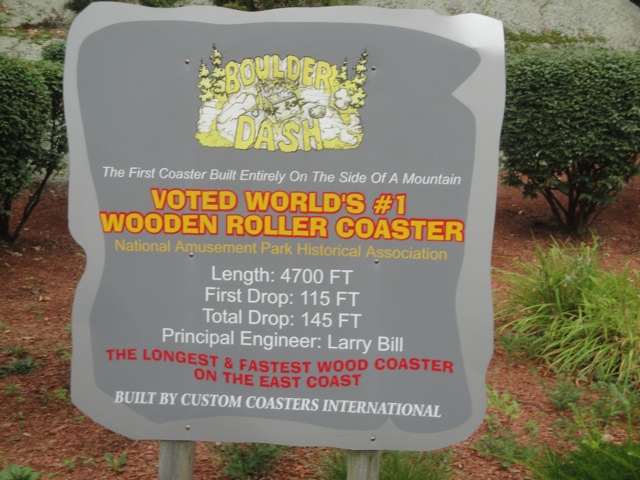 BOULDER
DASH
The First Coaster Built Entirely On The Side Of A Mountain
VOTED WORLD'S #1
WOODEN ROLLER COASTER
National Amusement Park Historical Association
Length: 4700 FT
First Drop: 115 FT
Total Drop: 145 FT
Principal Engineer: Larry Bill
THE LONGEST & FASTEST WOOD COASTER
ON THE EAST COAST
BUILT BY CUSTOM COASTERS INTERNATIONAL